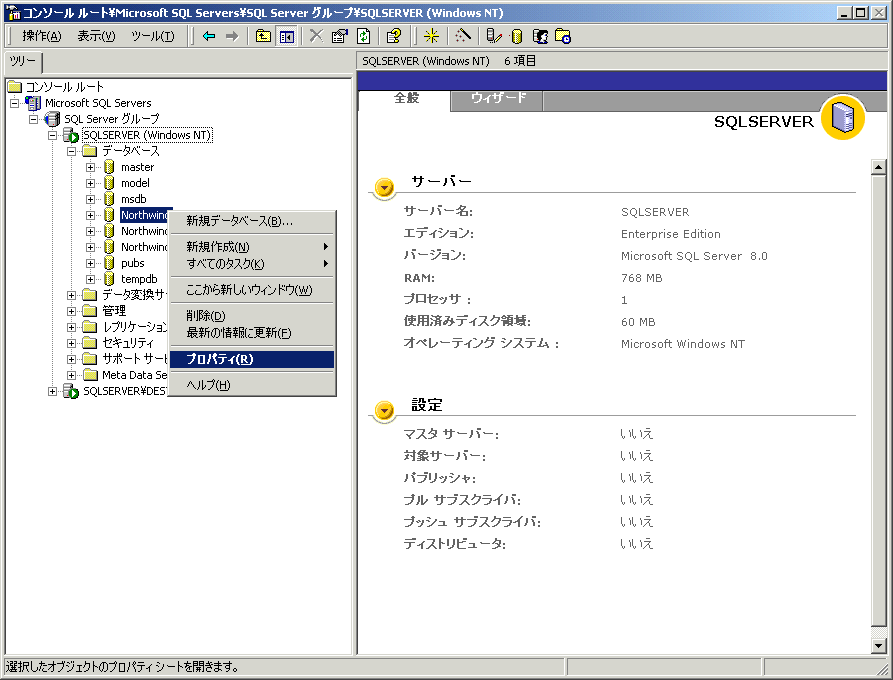 コンソール ルート¥Microsoft SQL Servers¥SQL Server グループ¥SQLSERVER (Windows NT)
操作(A) 表示(V) ツール(T)
ツリー
SQLSERVER (Windows NT) 6 項目
コンソール ルート
Microsoft SQL Servers
SQL Server グループ
SQLSERVER (Windows NT)
データベース
master
model
msdb
Northwind
Northwind
Northwind
pubs
tempdb
データ変換サ
管理
レプリケーション
セキュリティ
サポート サー
Meta Data Se
SQLSERVER¥DEST
新規データベース(B)...
新規作成(N)
すべてのタスク(K)
ここから新しいウィンドウ(W)
削除(D)
最新の情報に更新(F)
プロパティ(R)
ヘルプ(H)
全般 ウィザード
SQLSERVER
サーバー
サーバー名: SQLSERVER
エディション: Enterprise Edition
バージョン: Microsoft SQL Server 8.0
RAM: 768 MB
プロセッサ : 1
使用済みディスク領域: 60 MB
オペレーティング システム : Microsoft Windows NT
設定
マスタ サーバー: いいえ
対象サーバー: いいえ
パブリッシャ: いいえ
プル サブスクライバ: いいえ
プッシュ サブスクライバ: いいえ
ディストリビュータ: いいえ
選択したオブジェクトのプロパティ シートを開きます。